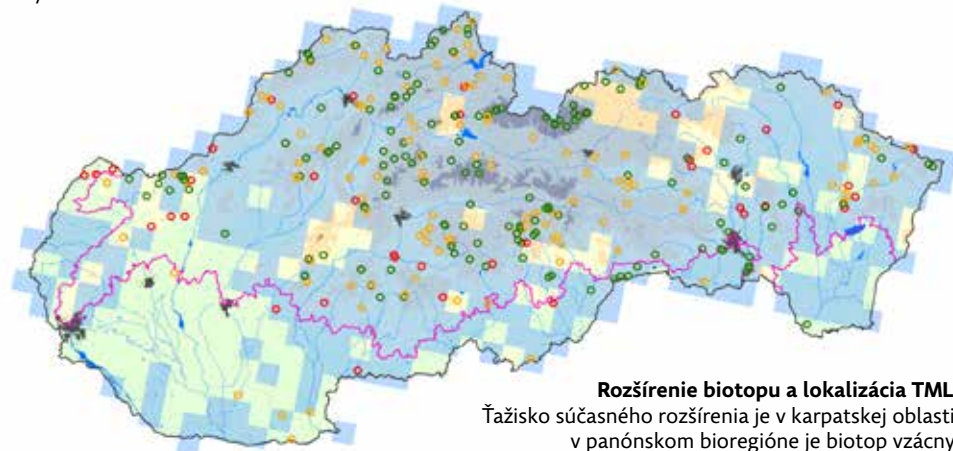 Rozšírenie biotopu a lokalizácia TML
Ťažisko súčasného rozšírenia je v karpatskej oblasti
v panónskom bioregióne je biotop vzácny